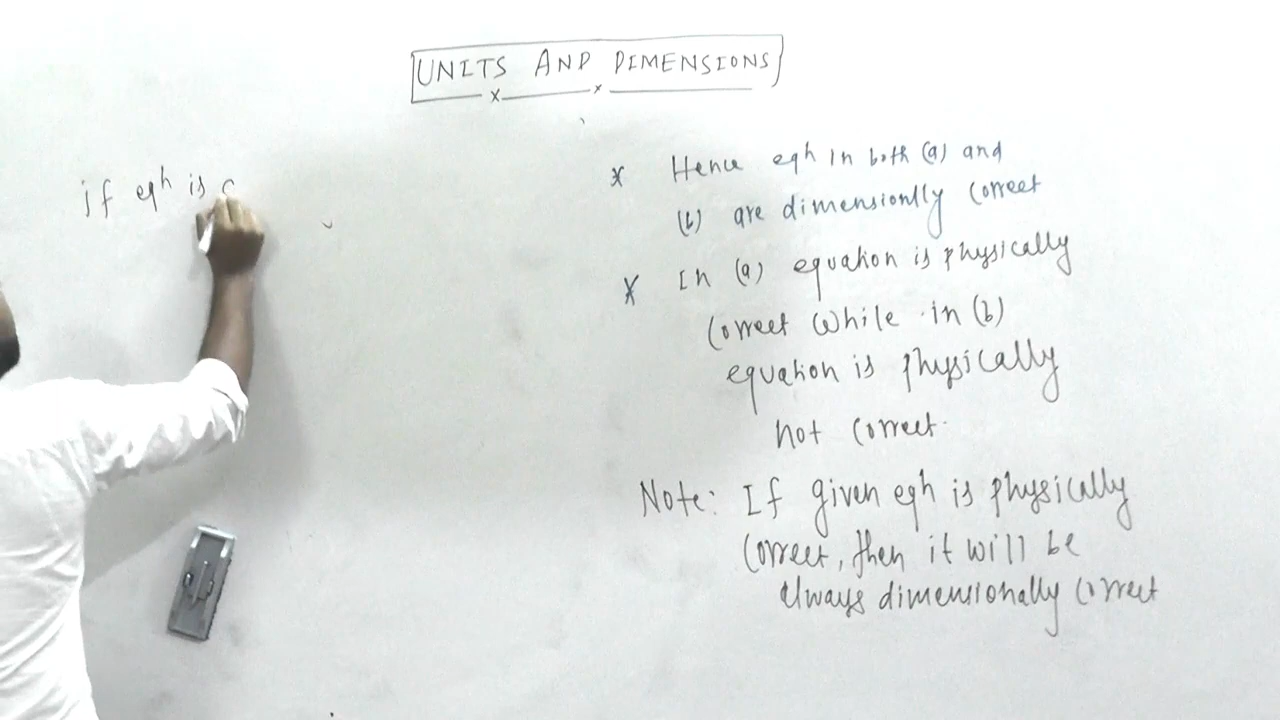 UNITS AND DIMENSIONS
if eqn is
* Hence eqn in both (a) and
(b) are dimensionlly correct
* In (a) equation is physically
correct while in (b)
equation is physically
not correct.
Note: If given eqn is physically
correct, then it will be
always dimensionally correct